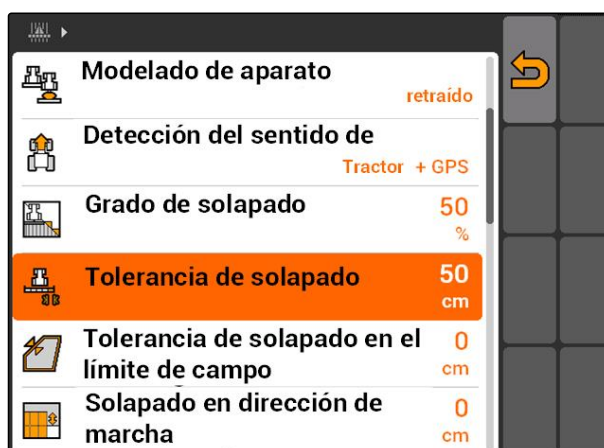 Modelado de aparato
retraído
Detección del sentido de
Tractor + GPS
Grado de solapado
50
%
Tolerancia de solapado
50
cm
Tolerancia de solapado en el
límite de campo
0
cm
Solapado en dirección de
marcha
0
cm